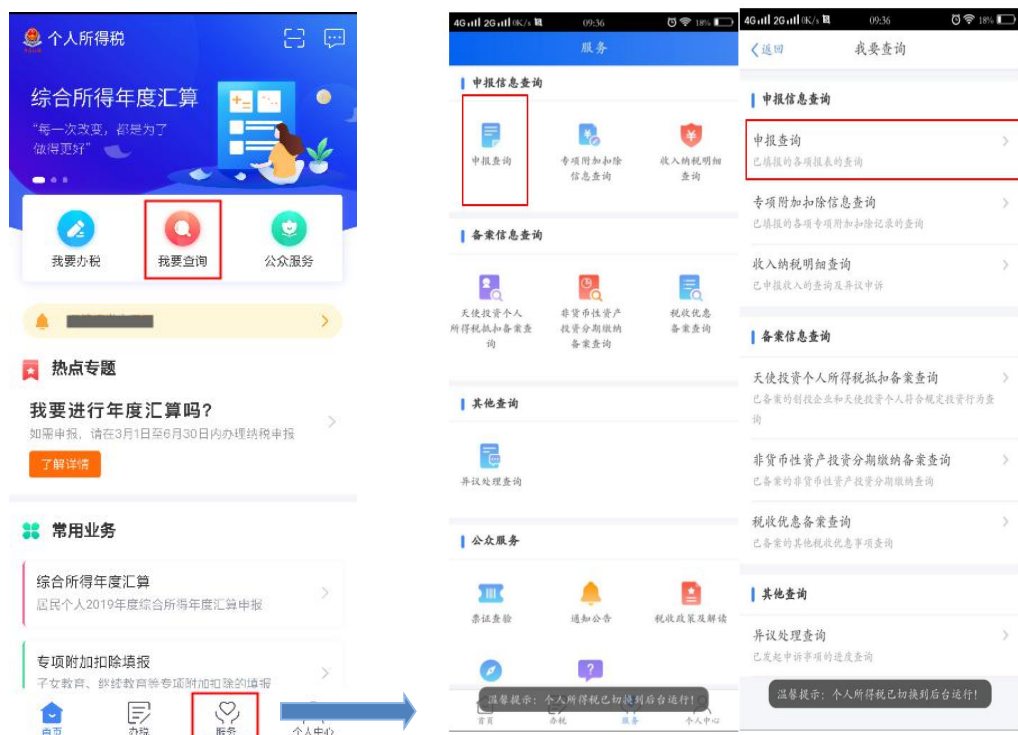 个人所得税
综合所得年度汇算
“每一次改变，都是为了
做得更好”
我要办税
我要查询
公众服务
热点专题
我要进行年度汇算吗?
如需申报，请在3月1日至6月30日内办理纳税申报
了解详情
常用业务
综合所得年度汇算
居民个人2019年度综合所得年度汇算申报
专项附加扣除填报
子女教育、继续教育等专项附加扣除的填报
首页
办税
服务
个人中心
4G 2G 0K/s 09:36 18%
服务
申报信息查询
申报查询
专项附加扣除
信息查询
收入纳税明细
查询
备案信息查询
天使投资个人
所得税抵扣备案查
询
非货币性资产
投资分期缴纳
备案查询
税收优惠
备案查询
其他查询
异议处理查询
公众服务
票证查验
通知公告
税收政策及解读
温馨提示：个人所得税已切换到后台运行!
首页
办税
服务
个人中心
4G 2G 0K/s 09:36 18%
返回
我要查询
申报信息查询
申报查询
已填报的各项报表的查询
专项附加扣除信息查询
已填报的各项专项附加扣除记录的查询
收入纳税明细查询
已申报收入的查询及异议申诉
备案信息查询
天使投资个人所得税抵扣备案查询
已备案的创投企业和天使投资个人符合规定投资行为查
询
非货币性资产投资分期缴纳备案查询
已备案的非货币性资产投资分期缴纳查询
税收优惠备案查询
已备案的其他税收优惠事项查询
其他查询
异议处理查询
已发起申诉事项的进度查询
温馨提示：个人所得税已切换到后台运行!